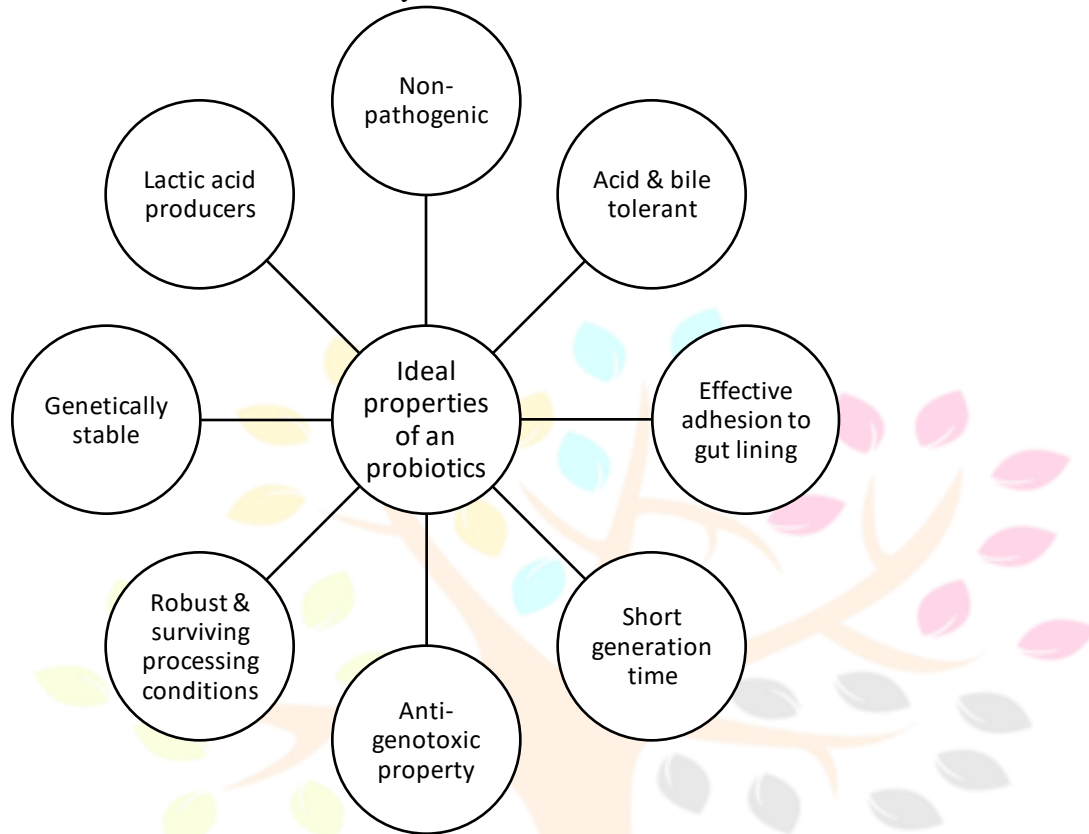 Non-
pathogenic
Acid & bile
tolerant
Effective
adhesion to
gut lining
Short
generation
time
Anti-
genotoxic
property
Robust &
surviving
processing
conditions
Genetically
stable
Lactic acid
producers
Ideal
properties
of an
probiotics